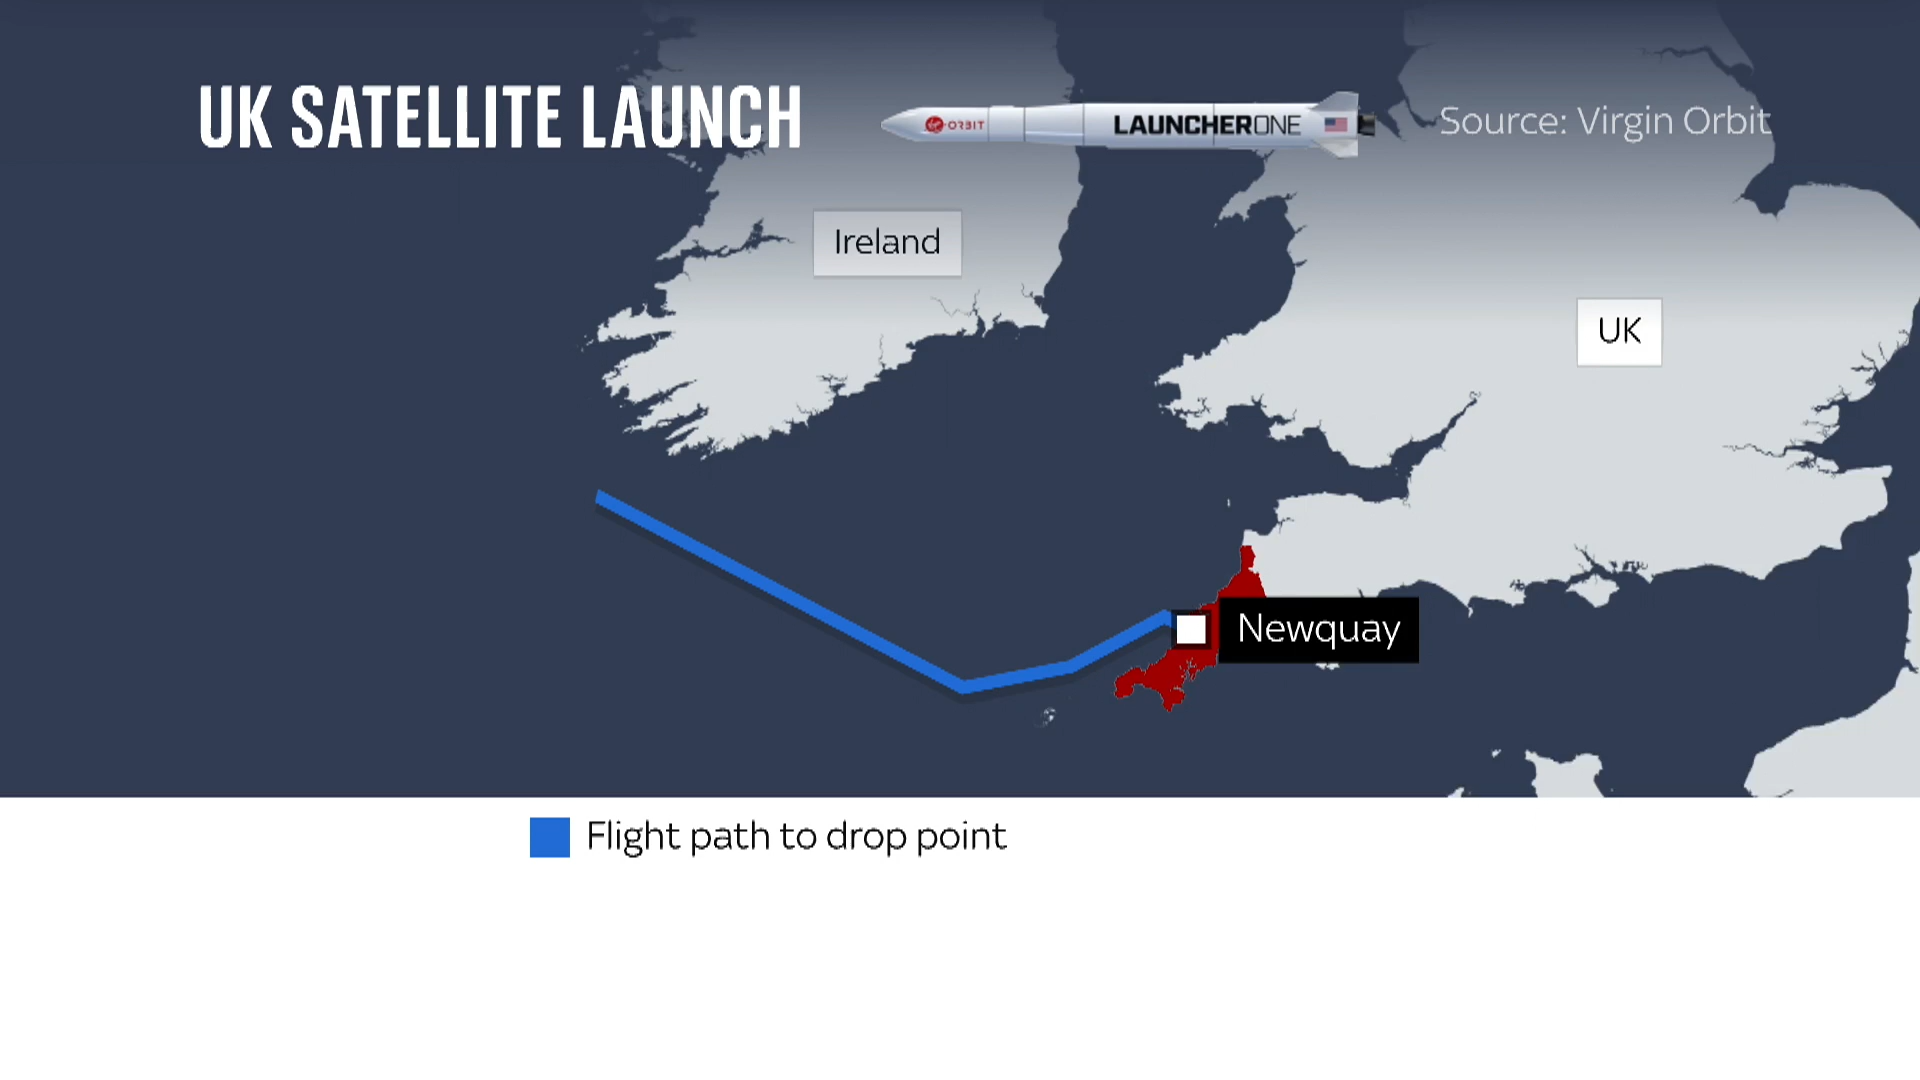 UK SATELLITE LAUNCH
ORBIT
LAUNCHERONE
Source: Virgin Orbit
Ireland
UK
Newquay
Flight path to drop point